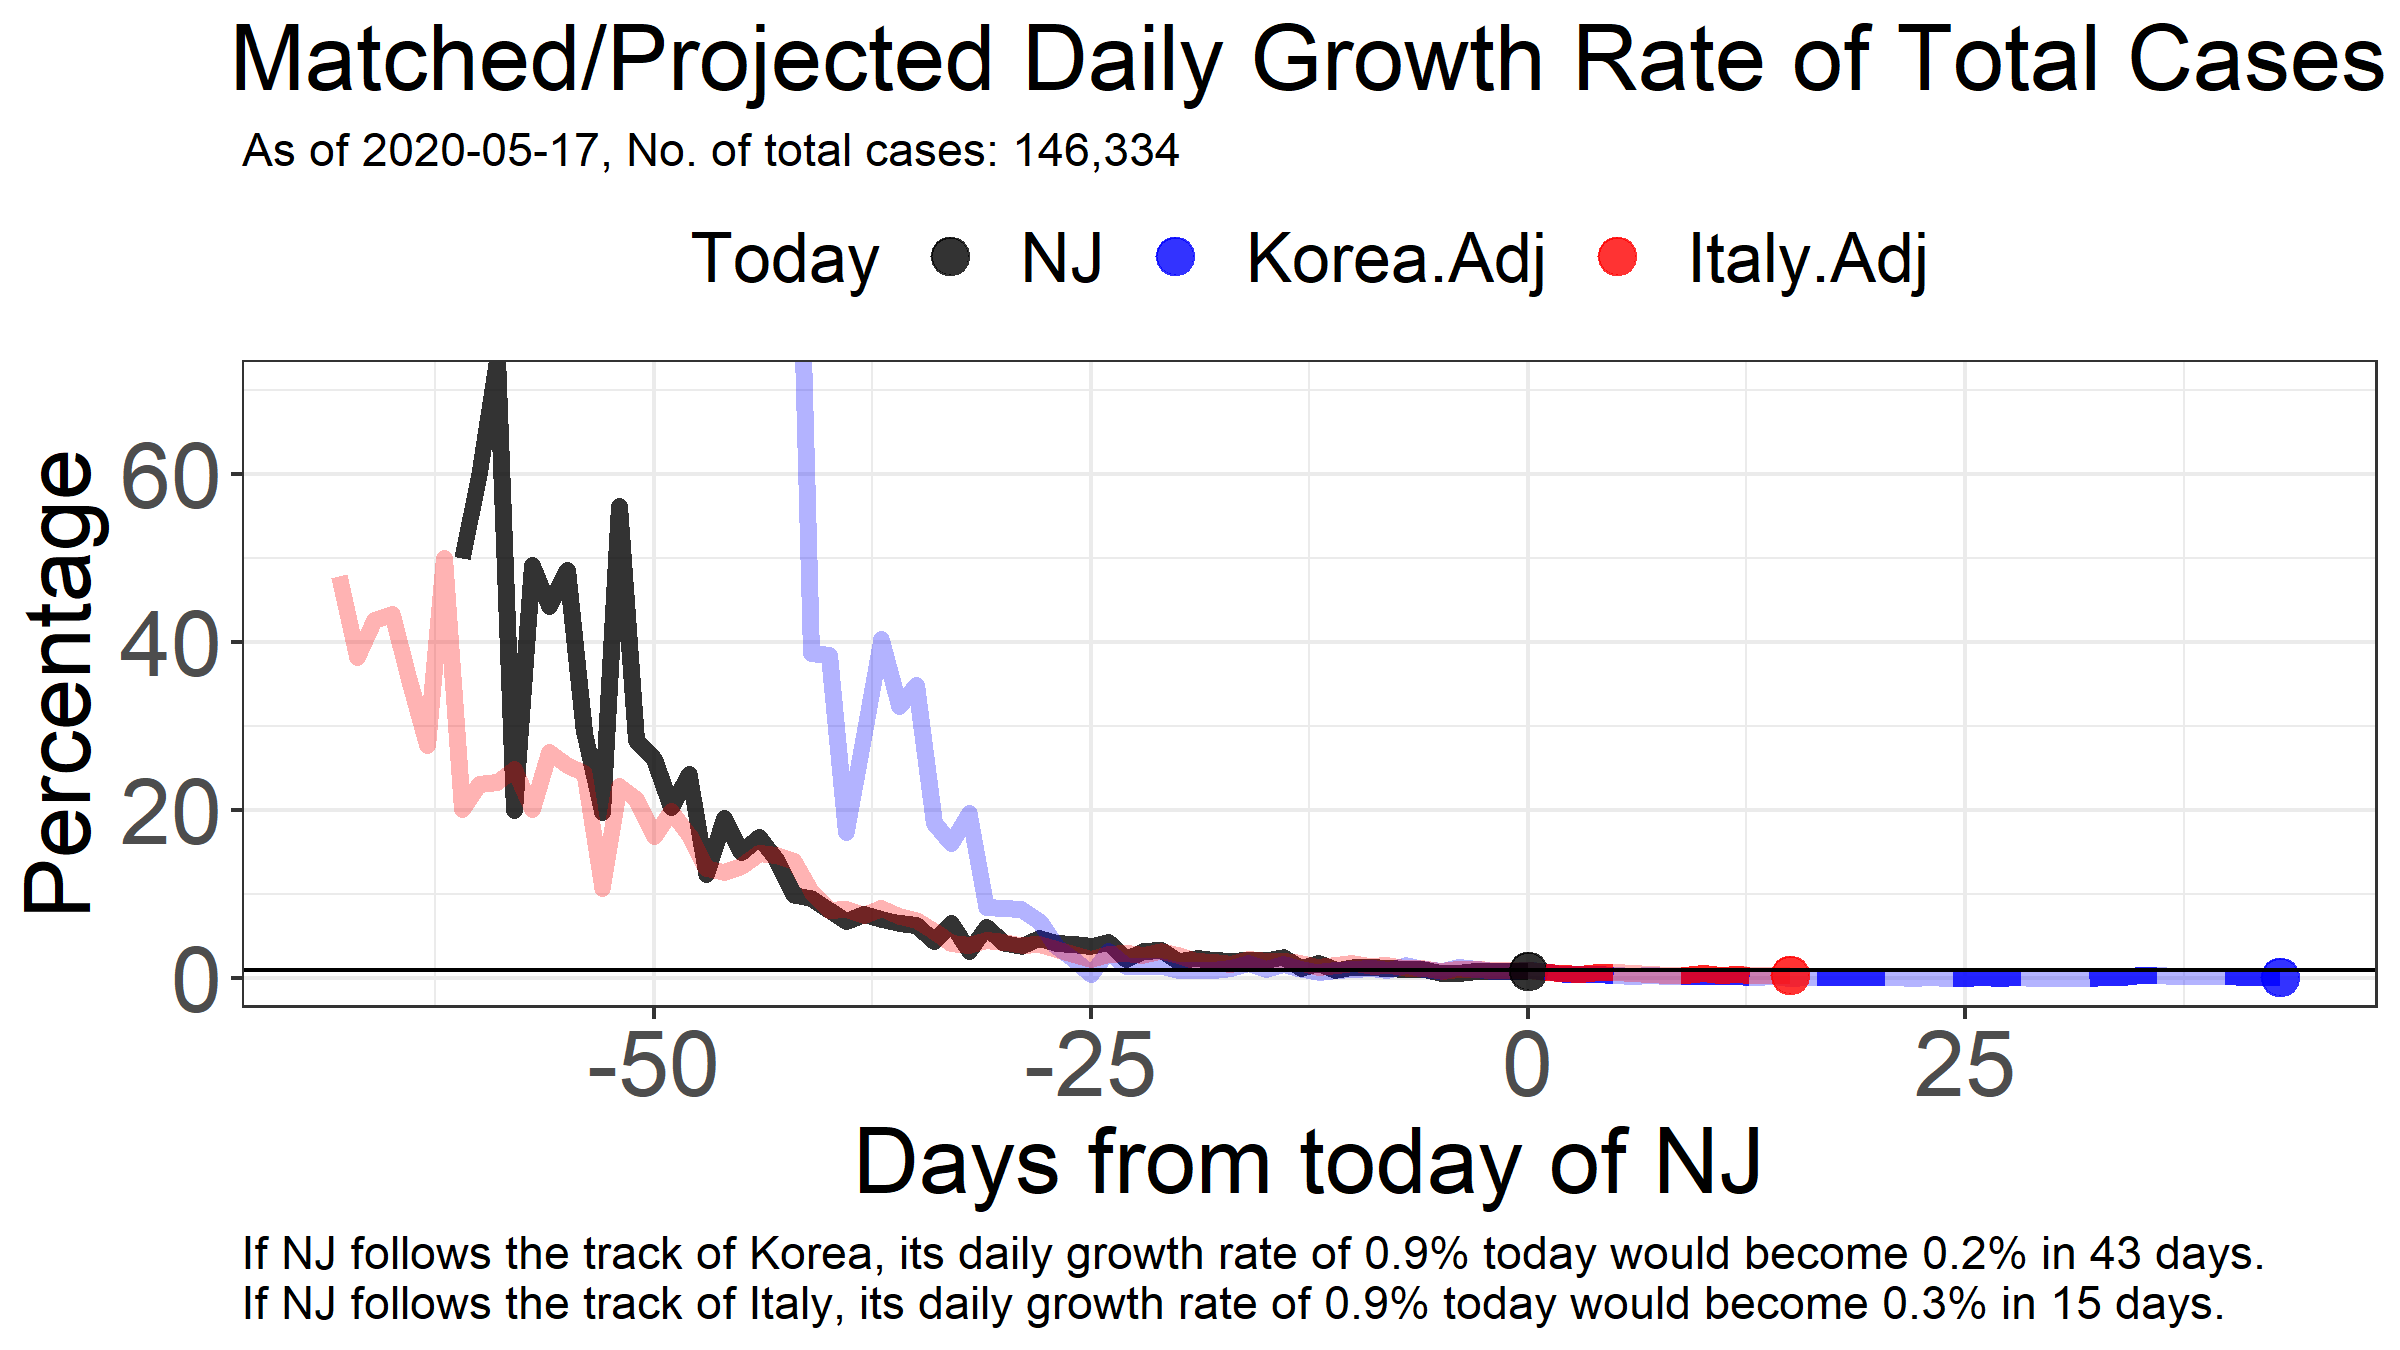 Matched/Projected Daily Growth Rate of Total Cases
As of 2020-05-17, No. of total cases: 146,334
Today NJ Korea.Adj Italy.Adj
Percentage
60
40
20
0
-50 -25 0 25
Days from today of NJ
If NJ follows the track of Korea, its daily growth rate of 0.9% today would become 0.2% in 43 days.
If NJ follows the track of Italy, its daily growth rate of 0.9% today would become 0.3% in 15 days.